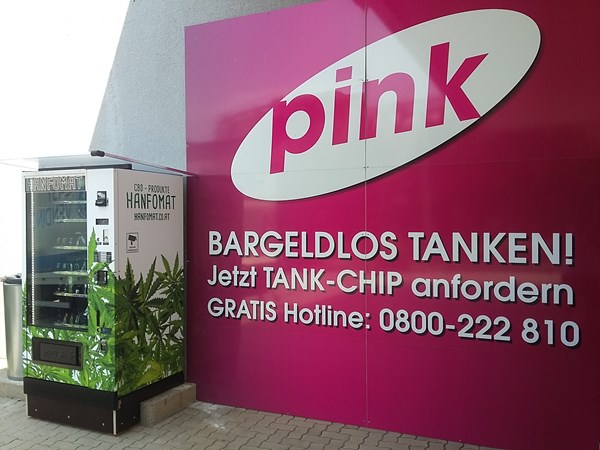 HANFOMAT
CBD - PRODUKTE
HANFOMAT
HANFOMAT.CO.AT
pink
BARGELDLOS TANKEN!
Jetzt TANK-CHIP anfordern
GRATIS Hotline: 0800-222 810